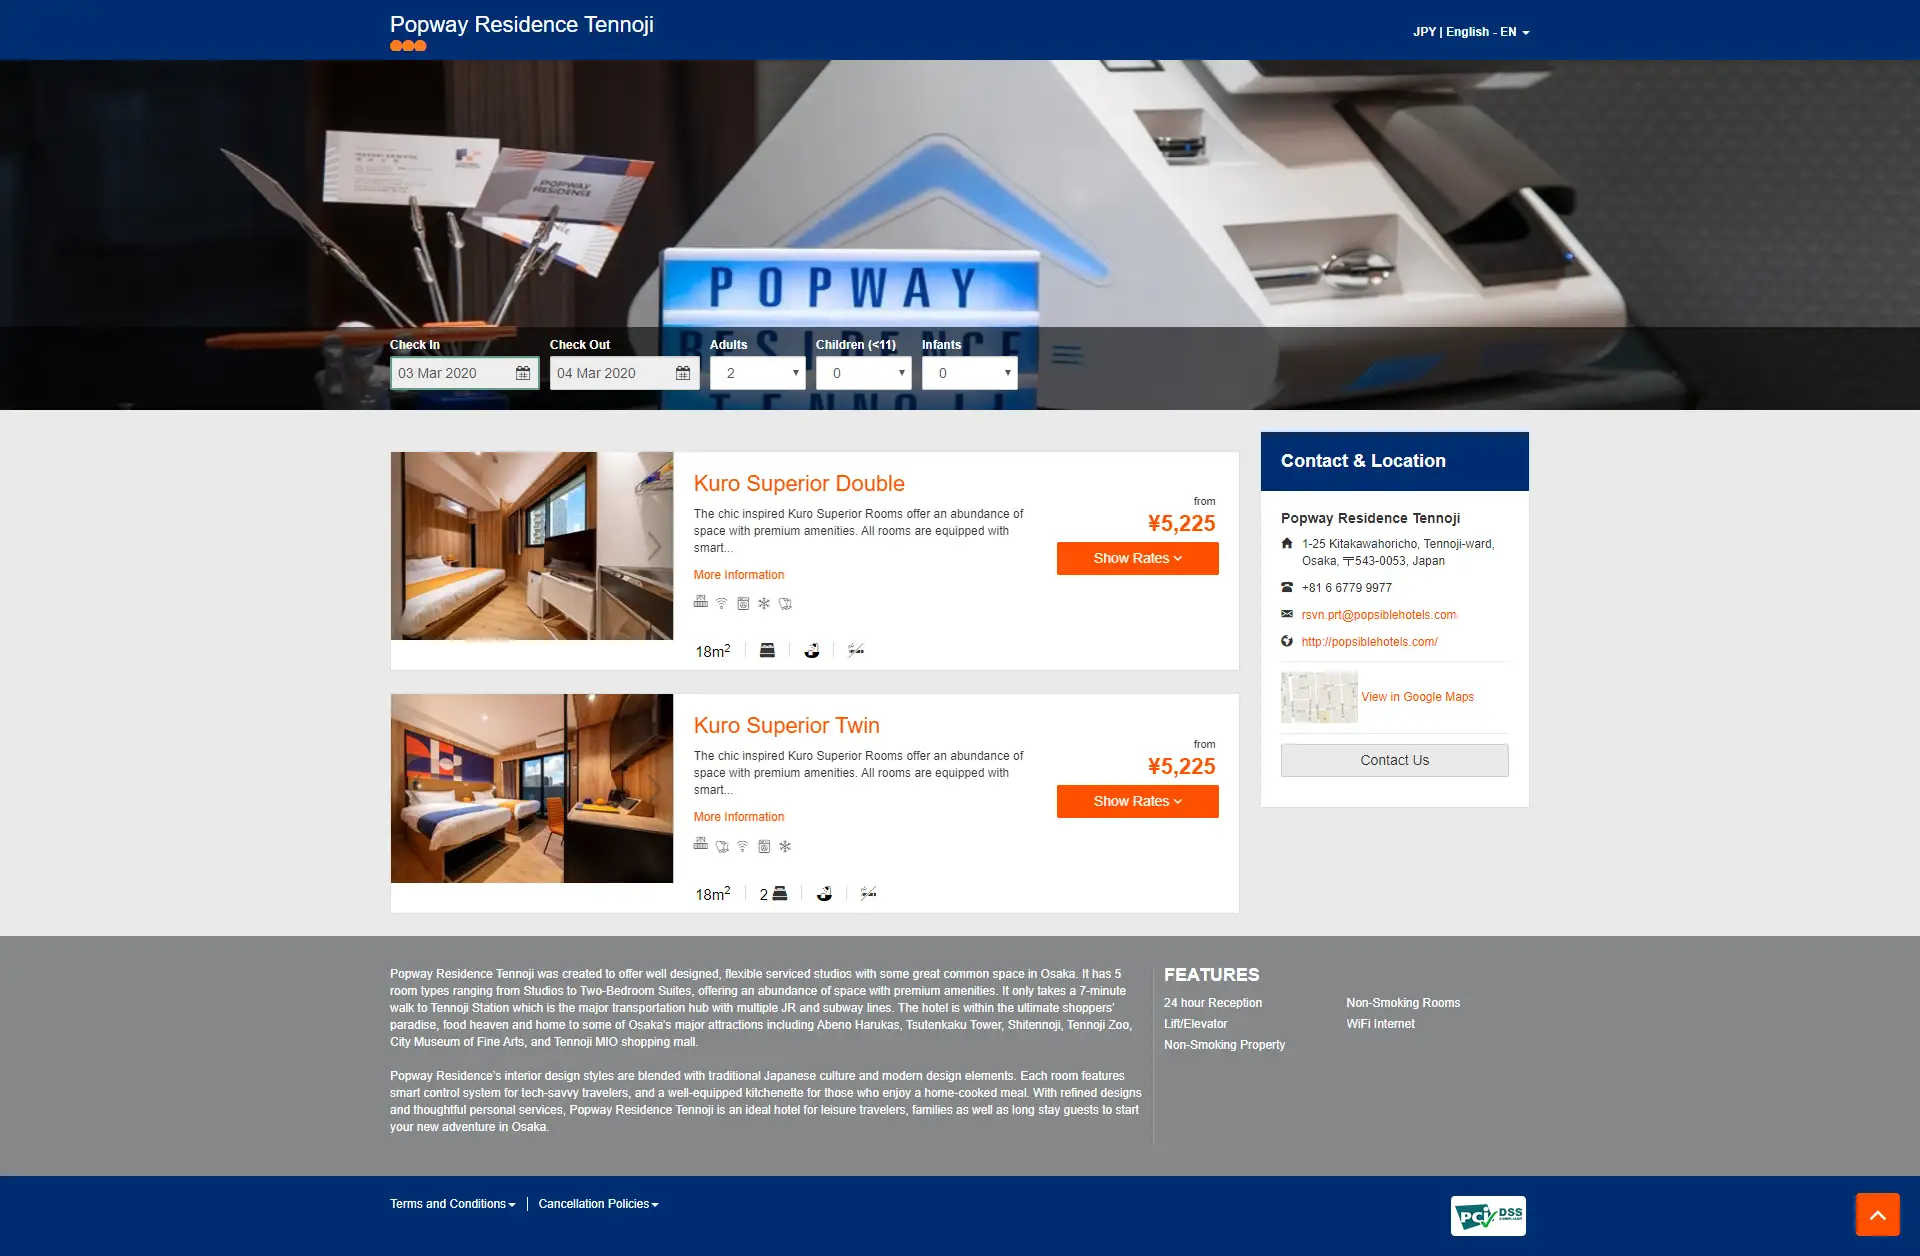 Popway Residence Tennoji
JPY | English - EN
POPWAY
RESIDENCE
POPWAY
RESIDENCE
TENNOJI
Check In
Check Out
Adults
Children (<11)
Infants
03 Mar 2020
04 Mar 2020
2
0
0
Kuro Superior Double
The chic inspired Kuro Superior Rooms offer an abundance of
space with premium amenities. All rooms are equipped with
smart...
More Information
from
¥5,225
Show Rates
18m²
Kuro Superior Twin
The chic inspired Kuro Superior Rooms offer an abundance of
space with premium amenities. All rooms are equipped with
smart...
More Information
from
¥5,225
Show Rates
18m²
2
Contact & Location
Popway Residence Tennoji
1-25 Kitakawahoricho, Tennoji-ward,
Osaka, 〒543-0053, Japan
+81 6 6779 9977
rsvn.prt@popsiblehotels.com
http://popsiblehotels.com/
View in Google Maps
Contact Us
Popway Residence Tennoji was created to offer well designed, flexible serviced studios with some great common space in Osaka. It has 5
room types ranging from Studios to Two-Bedroom Suites, offering an abundance of space with premium amenities. It only takes a 7-minute
walk to Tennoji Station which is the major transportation hub with multiple JR and subway lines. The hotel is within the ultimate shoppers'
paradise, food heaven and home to some of Osaka's major attractions including Abeno Harukas, Tsutenkaku Tower, Shitennoji, Tennoji Zoo,
City Museum of Fine Arts, and Tennoji MIO shopping mall.
Popway Residence's interior design styles are blended with traditional Japanese culture and modern design elements. Each room features
smart control system for tech-savvy travelers, and a well-equipped kitchenette for those who enjoy a home-cooked meal. With refined designs
and thoughtful personal services, Popway Residence Tennoji is an ideal hotel for leisure travelers, families as well as long stay guests to start
your new adventure in Osaka.
FEATURES
24 hour Reception
Non-Smoking Rooms
Lift/Elevator
WiFi Internet
Non-Smoking Property
Terms and Conditions
Cancellation Policies
PCI DSS
COMPLIANT